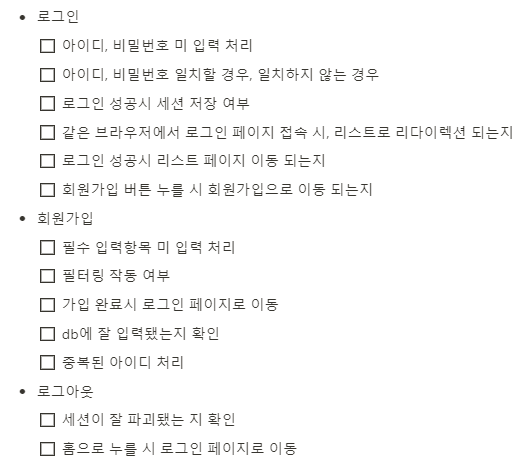 로그인
아이디, 비밀번호 미 입력 처리
아이디, 비밀번호 일치할 경우, 일치하지 않는 경우
로그인 성공시 세션 저장 여부
같은 브라우저에서 로그인 페이지 접속 시, 리스트로 리다이렉션 되는지
로그인 성공시 리스트 페이지 이동 되는지
회원가입 버튼 누를 시 회원가입으로 이동 되는지
회원가입
필수 입력항목 미 입력 처리
필터링 작동 여부
가입 완료시 로그인 페이지로 이동
db에 잘 입력됐는지 확인
중복된 아이디 처리
로그아웃
세션이 잘 파괴됐는 지 확인
홈으로 누를 시 로그인 페이지로 이동